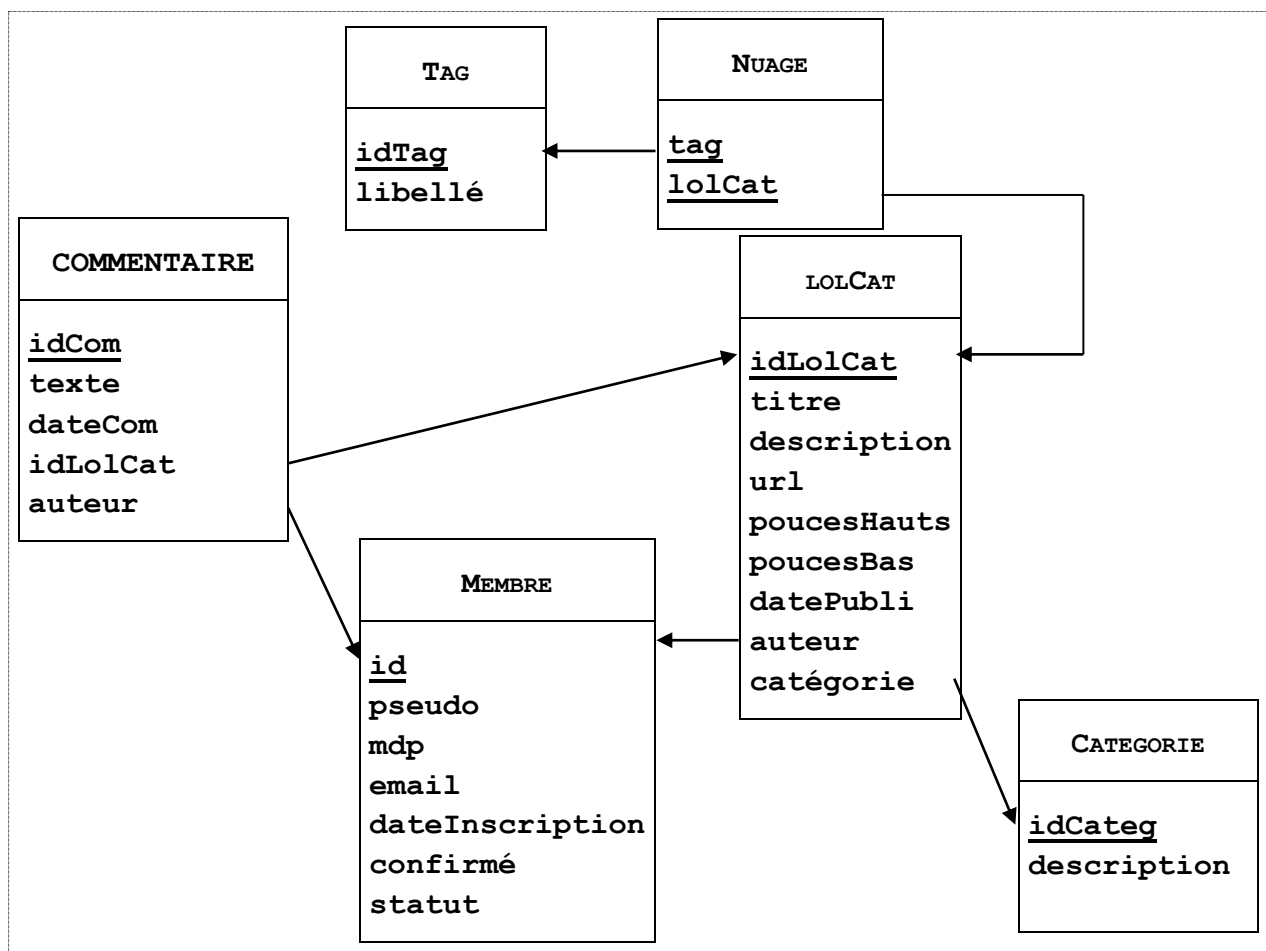 TAG
idTag
libellé
NUAGE
tag
lolCat
COMMENTAIRE
idCom
texte
dateCom
idLolCat
auteur
LOLCAT
idLolCat
titre
description
url
poucesHauts
poucesBas
datePubli
auteur
catégorie
MEMBRE
id
pseudo
mdp
email
dateInscription
confirmé
statut
CATEGORIE
idCateg
description